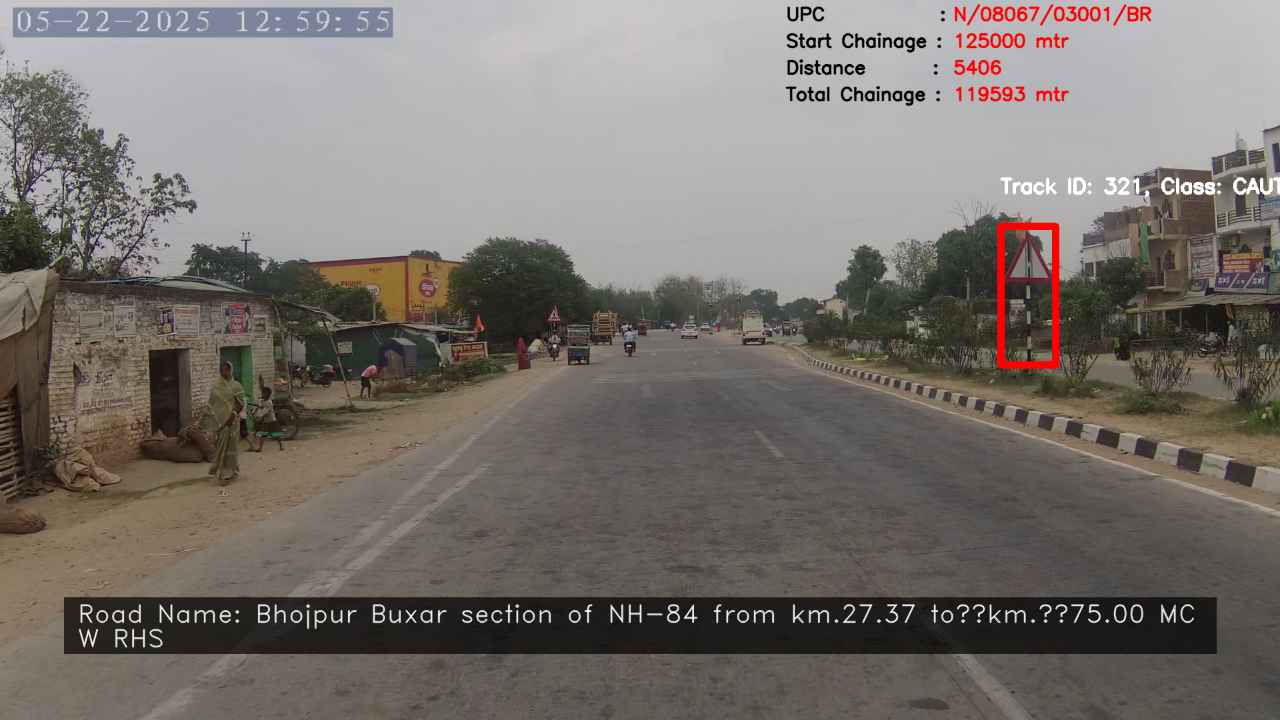 05-22-2025 12:59:55
UPC : N/08067/03001/BR
Start Chainage : 125000 mtr
Distance : 5406
Total Chainage : 119593 mtr
Track ID: 321, Class: CAUT
Road Name: Bhojpur Buxar section of NH-84 from km.27.37 to??km.??75.00 MC
W RHS